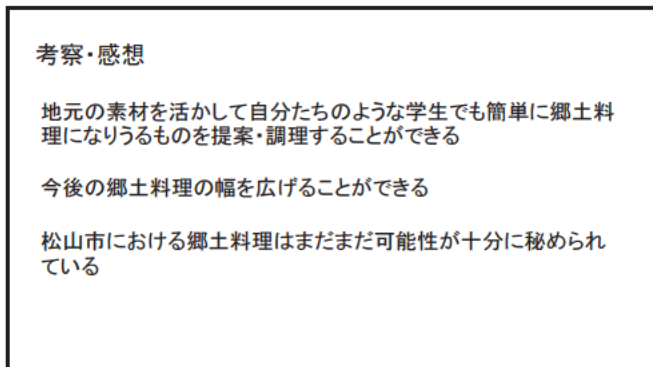 考察・感想
地元の素材を活かして自分たちのような学生でも簡単に郷土料
理になりうるものを提案・調理することができる
今後の郷土料理の幅を広げることができる
松山市における郷土料理はまだまだ可能性が十分に秘められ
ている